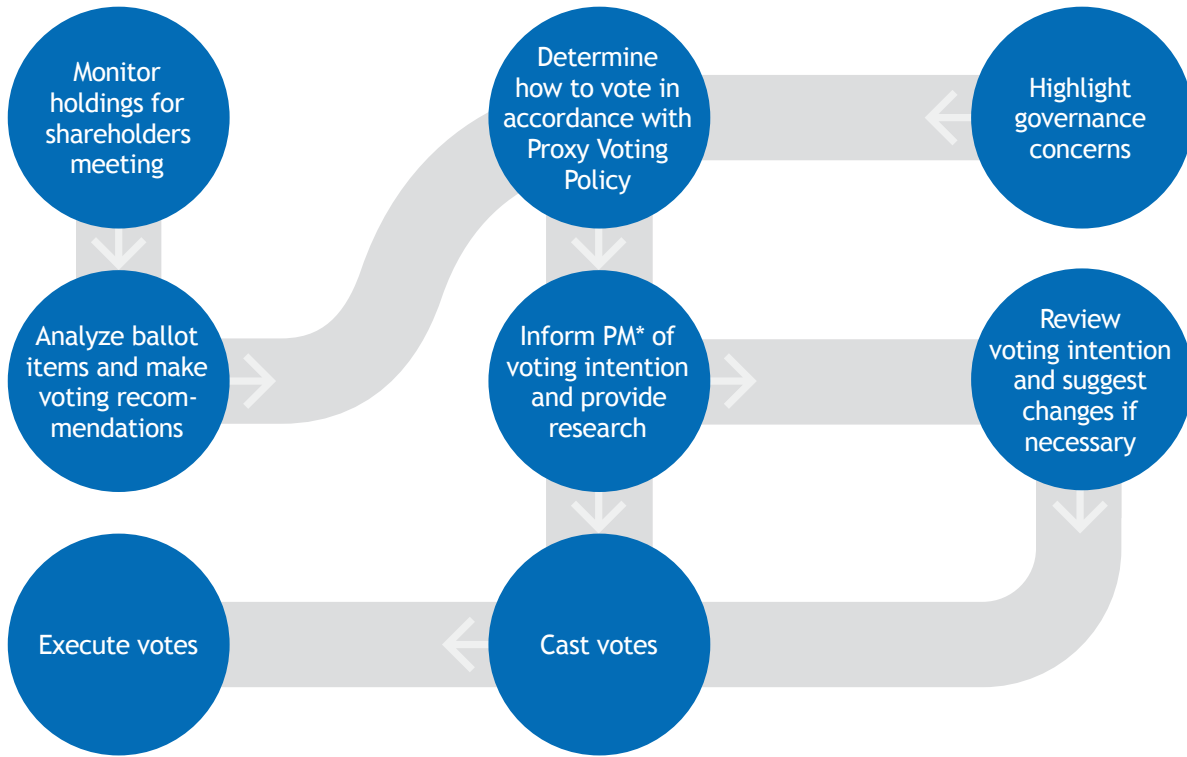 Monitor
holdings for
shareholders
meeting
Determine
how to vote in
accordance with
Proxy Voting
Policy
Highlight
governance
concerns
Analyze ballot
items and make
voting recom-
mendations
Inform PM* of
voting intention
and provide
research
Review
voting intention
and suggest
changes if
necessary
Execute votes
Cast votes